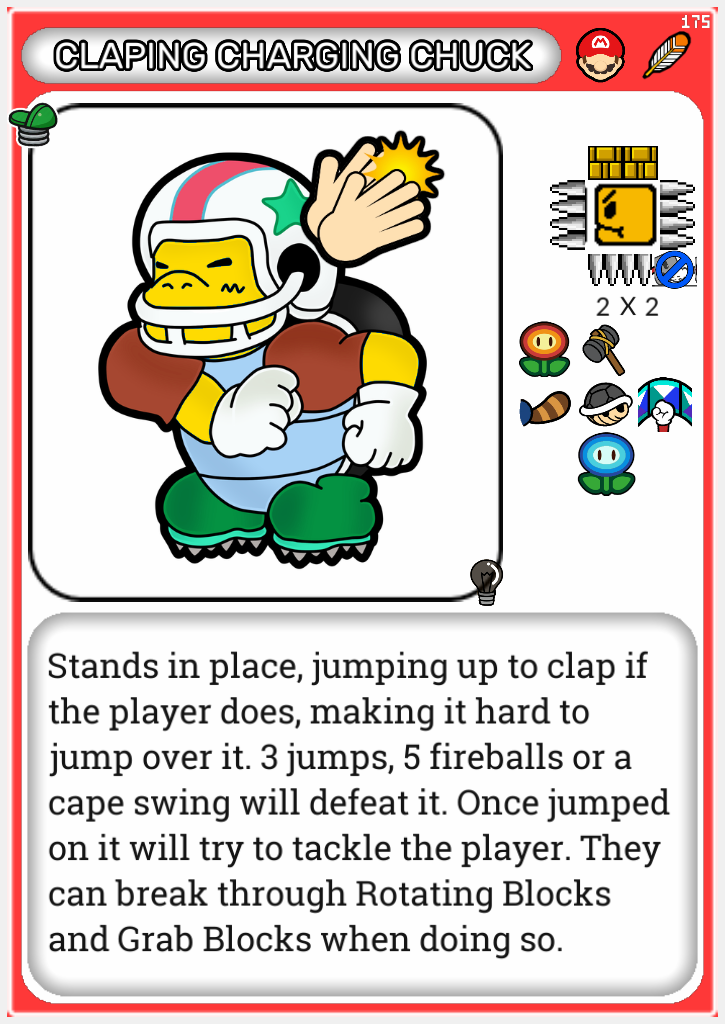 175
CLAPING CHARGING CHUCK
M
2 X 2
Stands in place, jumping up to clap if
the player does, making it hard to
jump over it. 3 jumps, 5 fireballs or a
cape swing will defeat it. Once jumped
on it will try to tackle the player. They
can break through Rotating Blocks
and Grab Blocks when doing so.